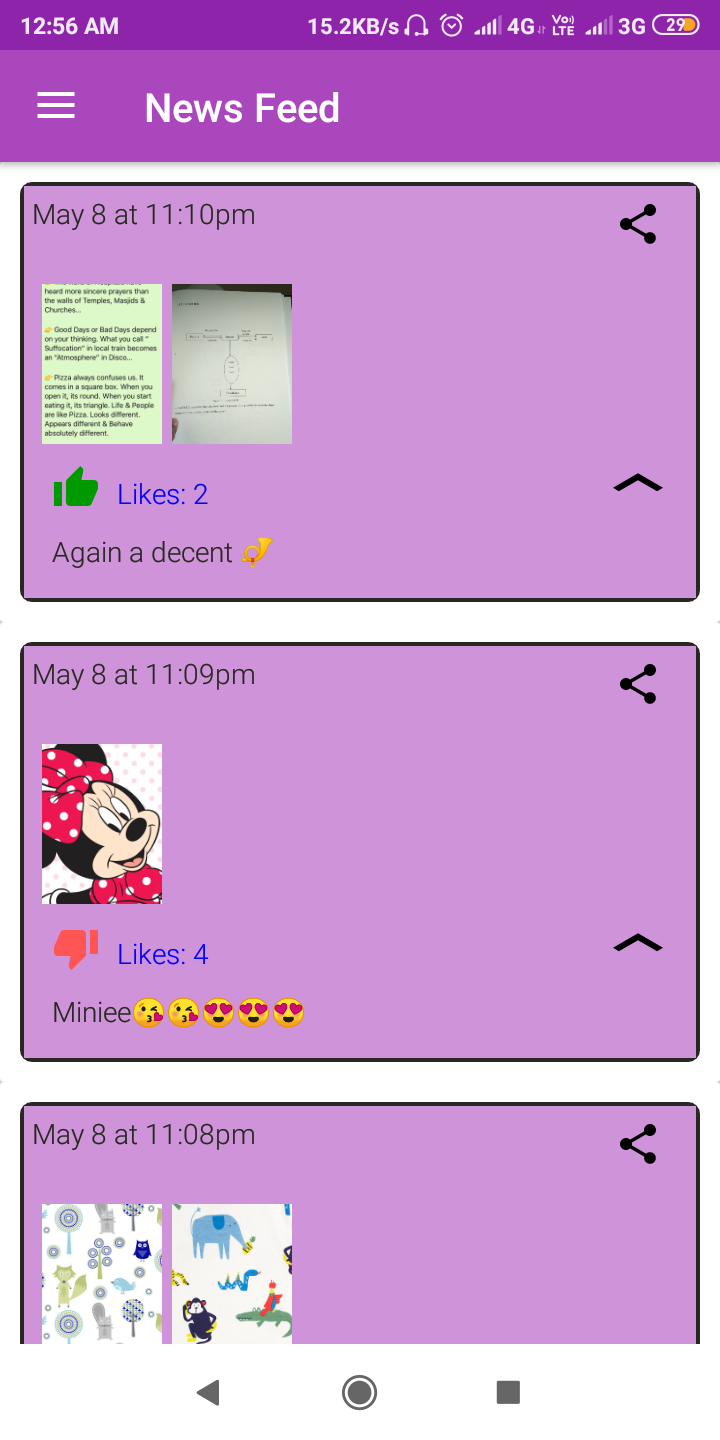 12:56 AM 15.2KB/s 4G Vo)) LTE 3G 29
News Feed
May 8 at 11:10pm
heard more sincere prayers than
the walls of Temples, Masjids &
Churches...
👉 Good Days or Bad Days depend
on your thinking. What you call "
Suffocation" in local train becomes
an "Atmosphere" in Disco...
👉 Pizza always confuses us. It
comes in a square box. When you
open it, its round. When you start
eating it, its triangle. Life & People
are like Pizza. Looks different.
Appears different & Behave
absolutely different.
Likes: 2
Again a decent 📯
May 8 at 11:09pm
Likes: 4
Miniee😘😘😍😍😍
May 8 at 11:08pm